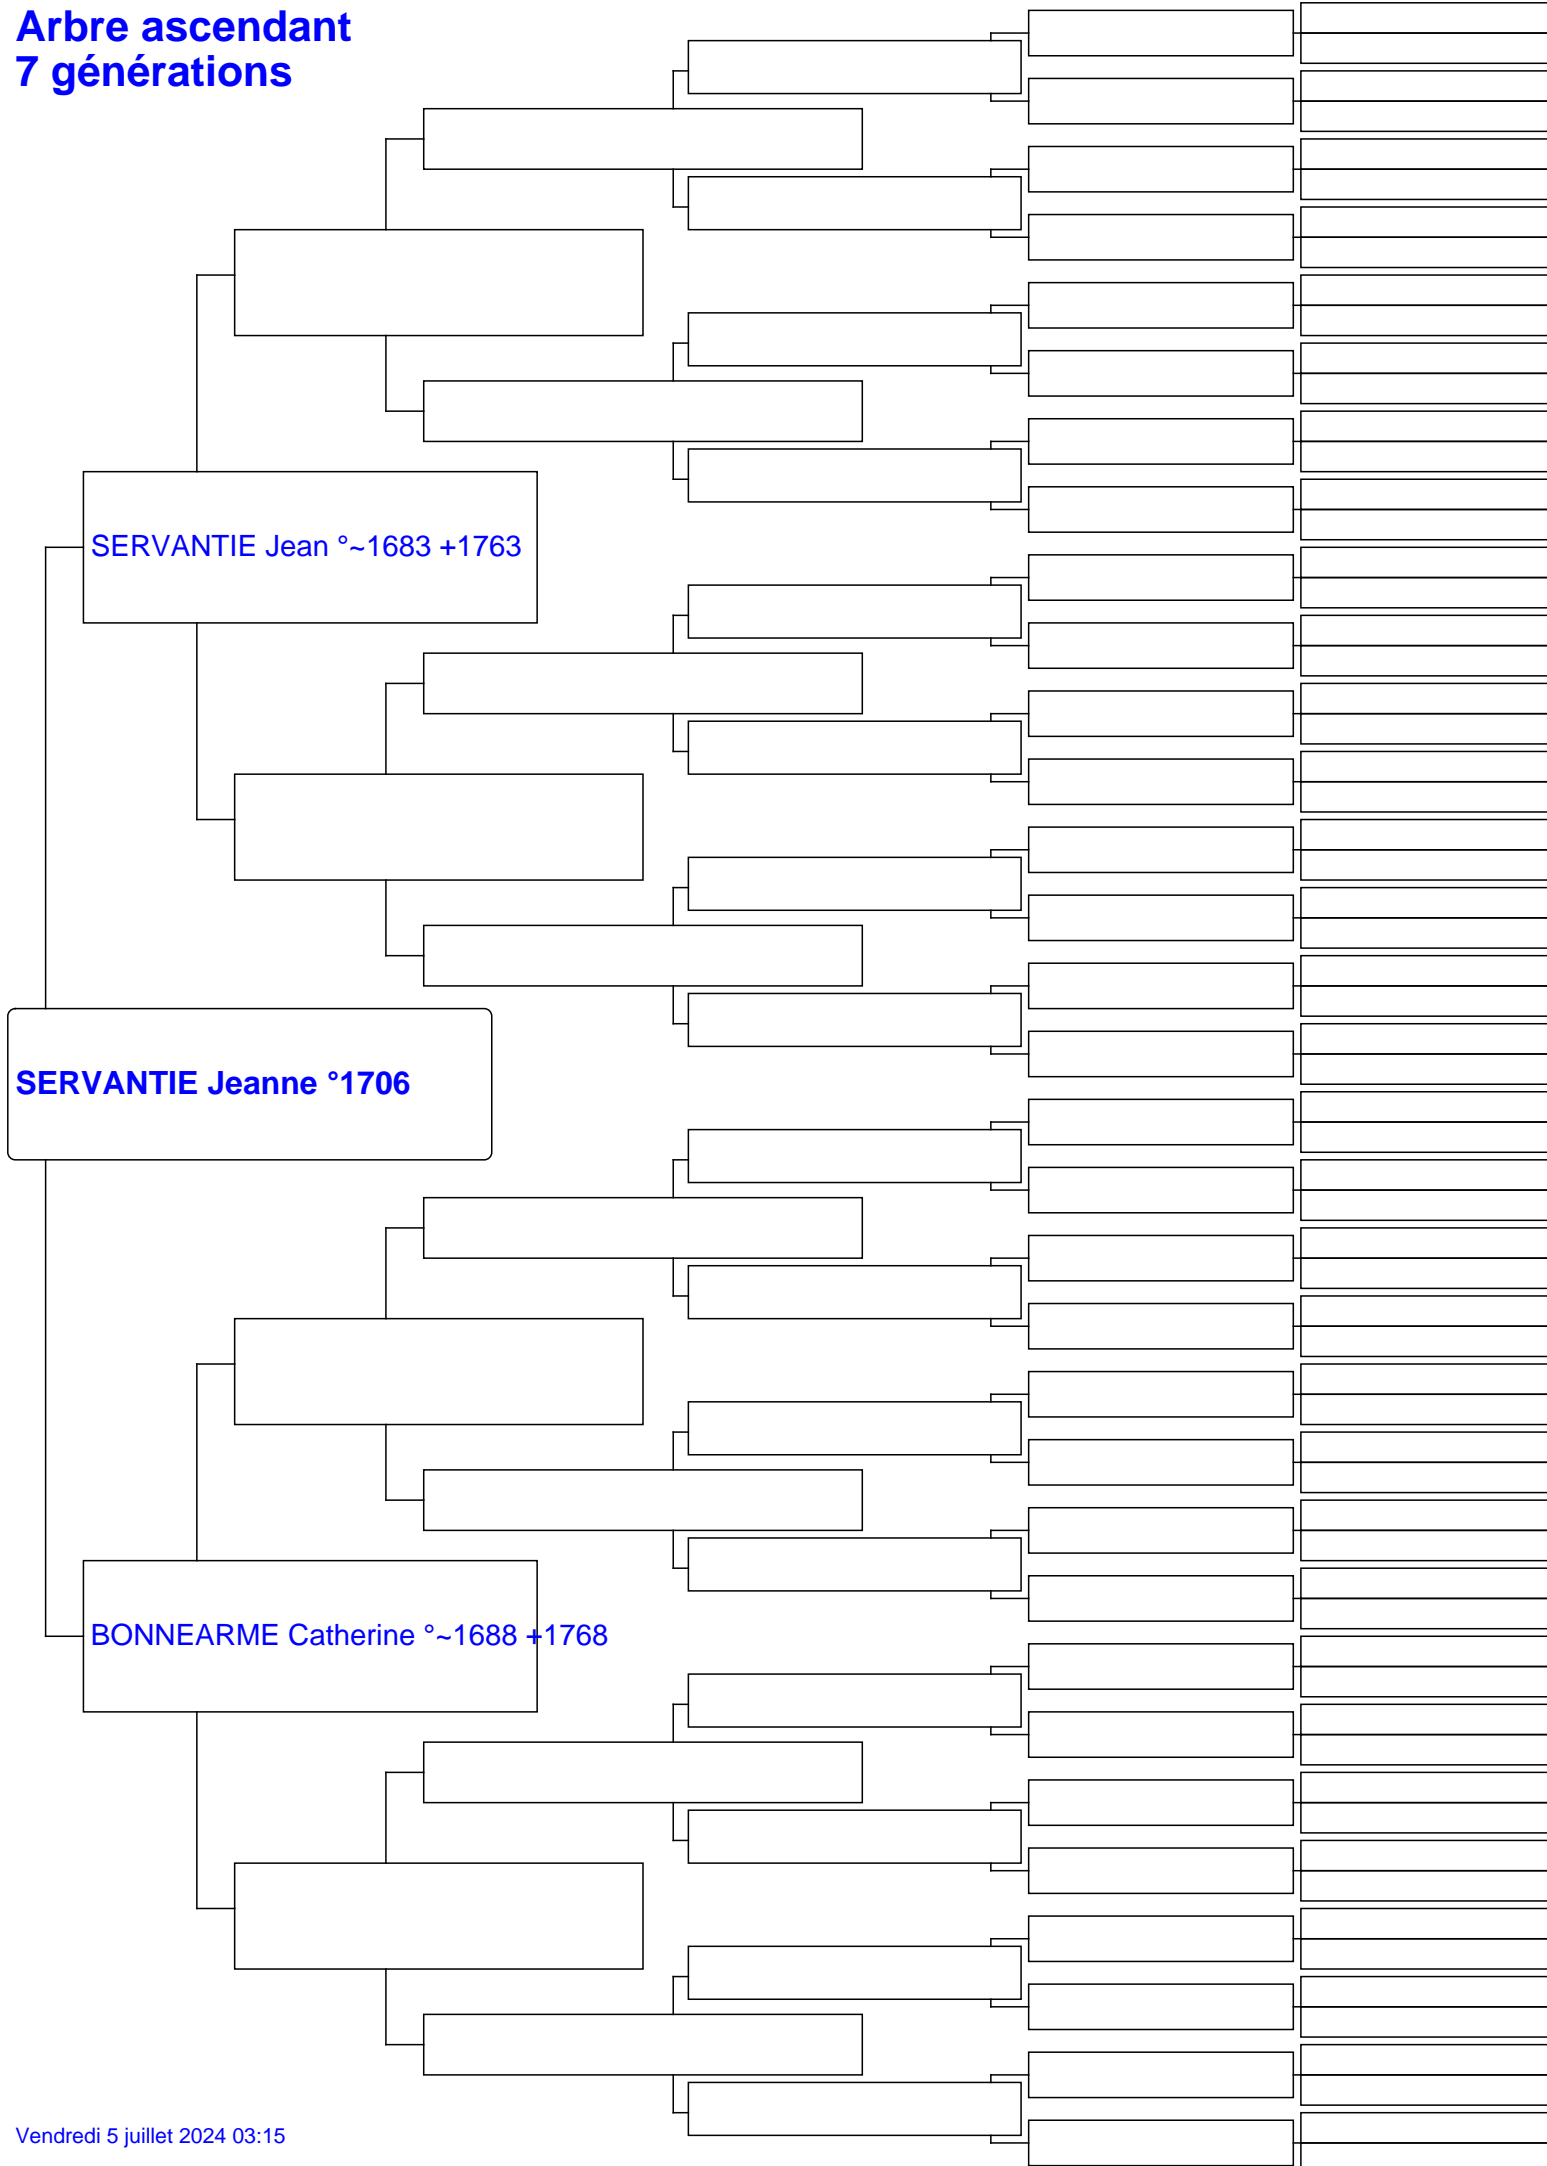 Arbre ascendant
7 générations
SERVANTIE Jean °~1683 +1763
SERVANTIE Jeanne °1706
BONNEARME Catherine °~1688 +1768
Vendredi 5 juillet 2024 03:15